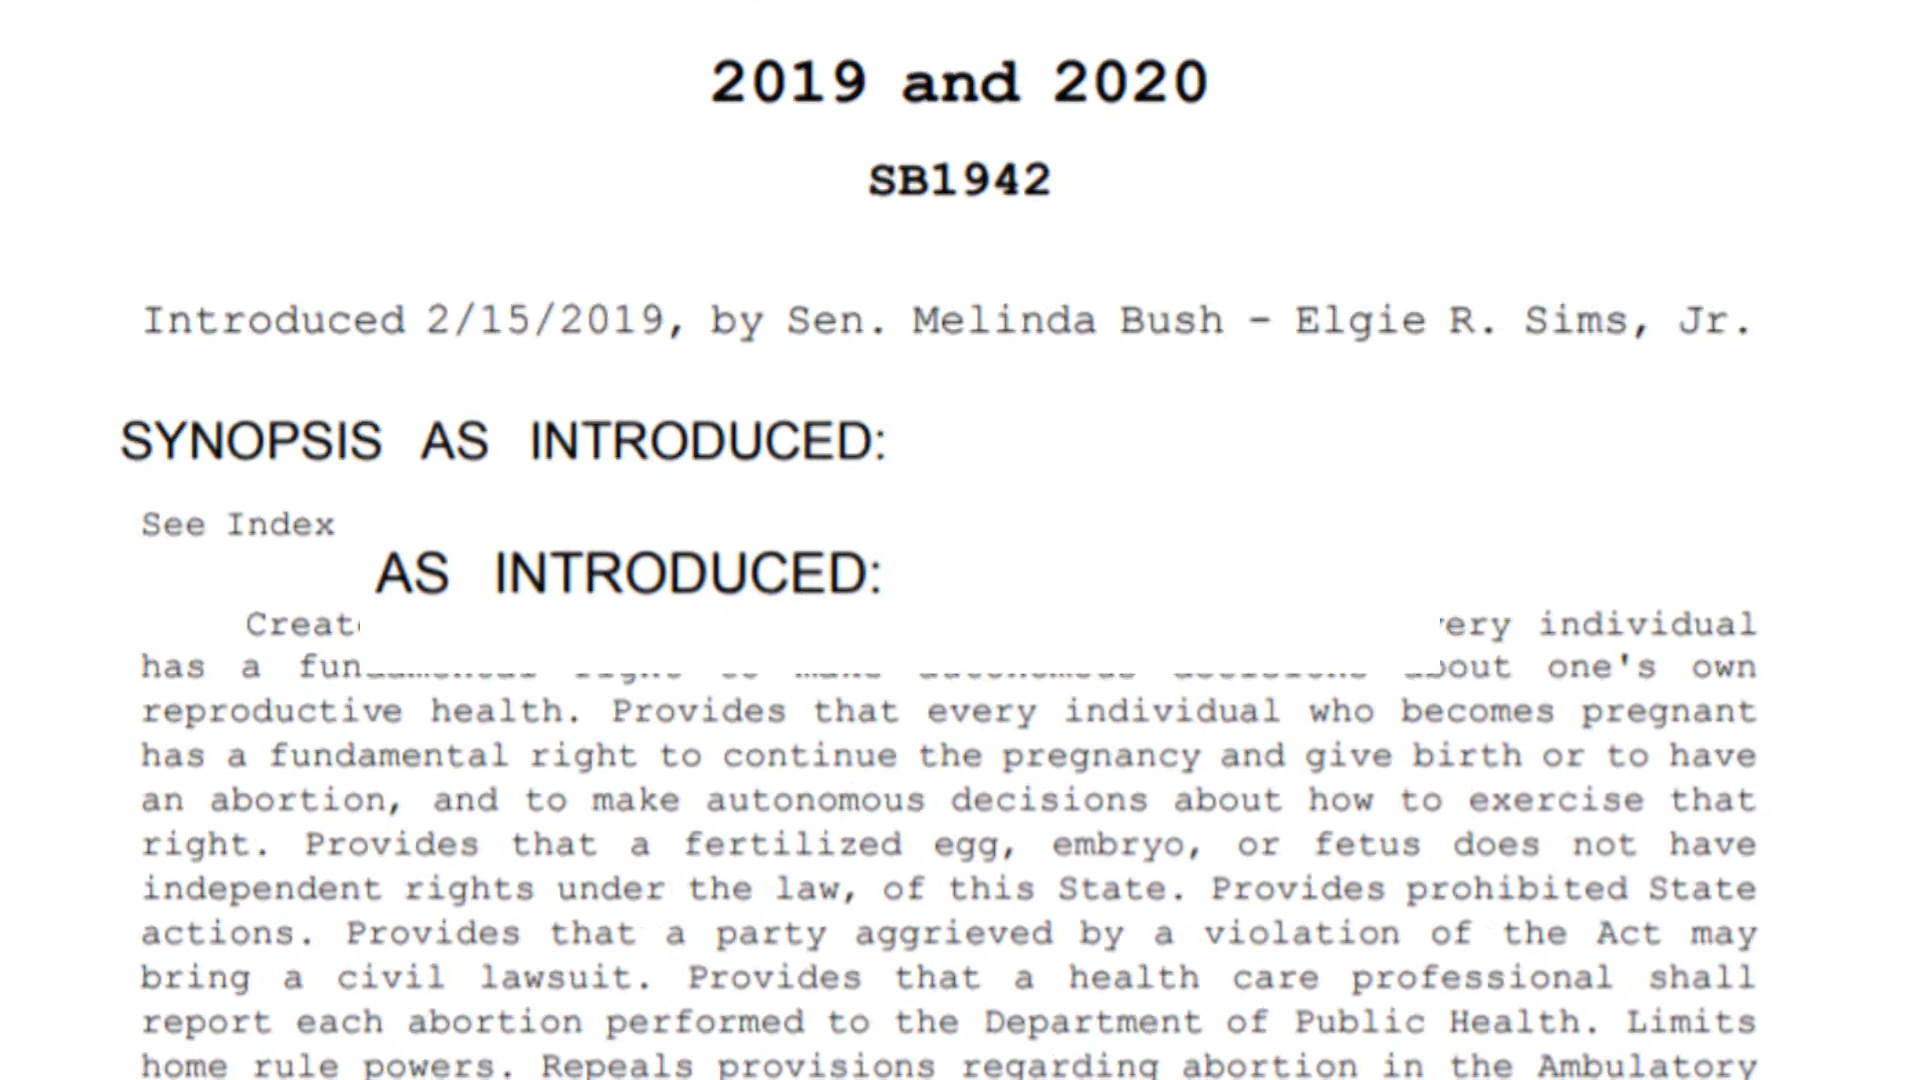 2019 and 2020
SB1942
Introduced 2/15/2019, by Sen. Melinda Bush - Elgie R. Sims, Jr.
SYNOPSIS AS INTRODUCED:
See Index
AS INTRODUCED:
individual
has a about one's own
reproductive health. Provides that every individual who becomes pregnant
has a fundamental right to continue the pregnancy and give birth or to have
an abortion, and to make autonomous decisions about how to exercise that
right. Provides that a fertilized egg, embryo, or fetus does not have
independent rights under the law, of this State. Provides prohibited State
actions. Provides that a party aggrieved by a violation of the Act may
bring a civil lawsuit. Provides that a health care professional shall
report each abortion performed to the Department of Public Health. Limits
home rule powers. Repeals provisions regarding abortion in the Ambulatory